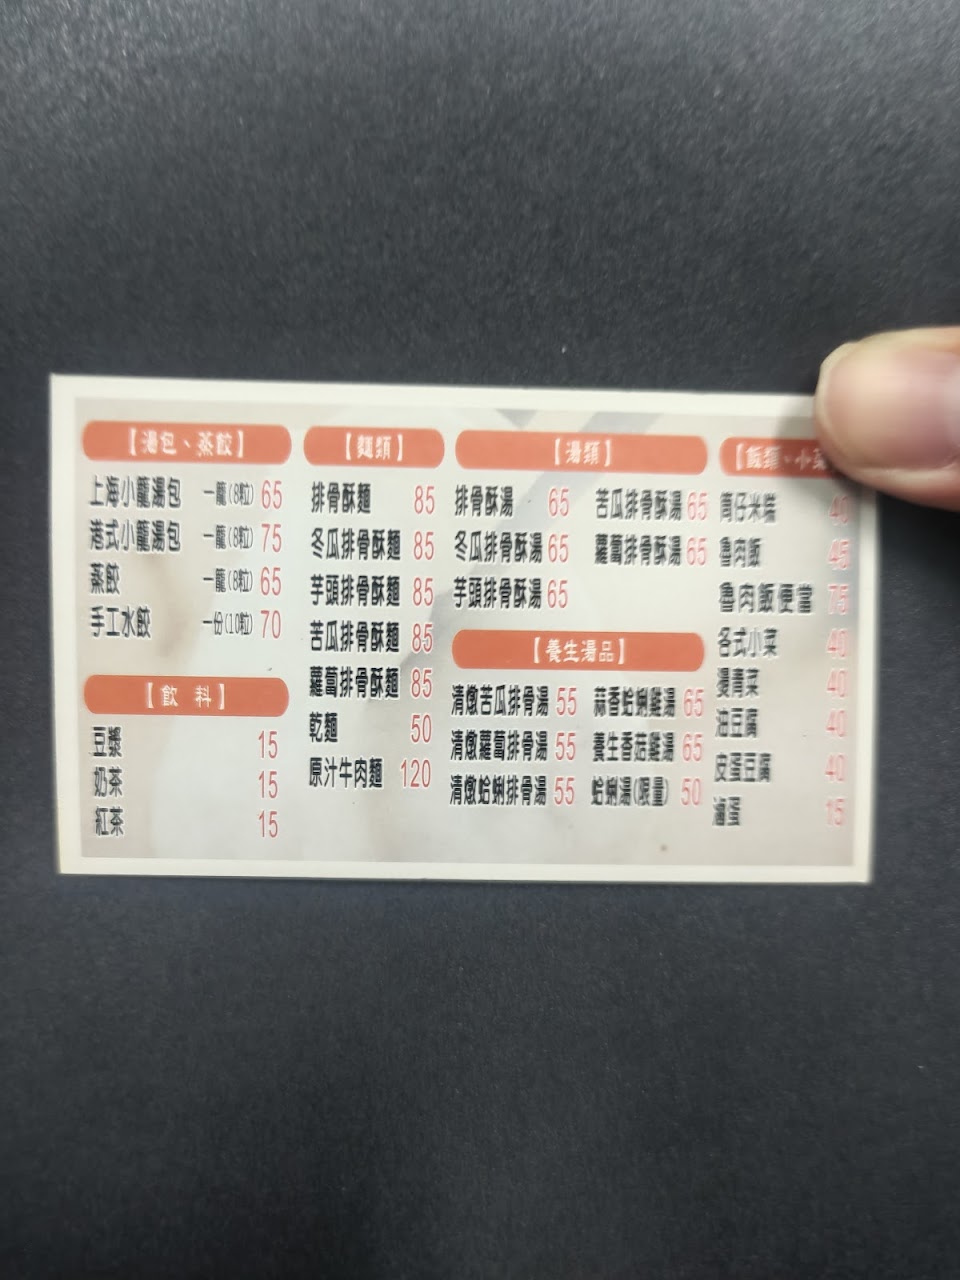 【湯包、蒸餃】
上海小籠湯包 一籠(8粒) 65
港式小籠湯包 一籠(8粒) 75
蒸餃 一籠(8粒) 65
手工水餃 一份(10粒) 70
【飲 料】
豆漿 15
奶茶 15
紅茶 15
【麵類】
排骨酥麵 85
冬瓜排骨酥麵 85
芋頭排骨酥麵 85
苦瓜排骨酥麵 85
蘿蔔排骨酥麵 85
乾麵 50
原汁牛肉麵 120
【湯類】
排骨酥湯 65 苦瓜排骨酥湯 65
冬瓜排骨酥湯 65 蘿蔔排骨酥湯 65
芋頭排骨酥湯 65
【養生湯品】
清燉苦瓜排骨湯 55 蒜香蛤蜊雞湯 65
清燉蘿蔔排骨湯 55 養生香菇雞湯 65
清燉蛤蜊排骨湯 55 蛤蜊湯(限量) 50
【飯類、小菜
筒仔米糕 40
魯肉飯 45
魯肉飯便當 75
各式小菜 40
燙青菜 40
油豆腐 40
皮蛋豆腐 40
滷蛋 15